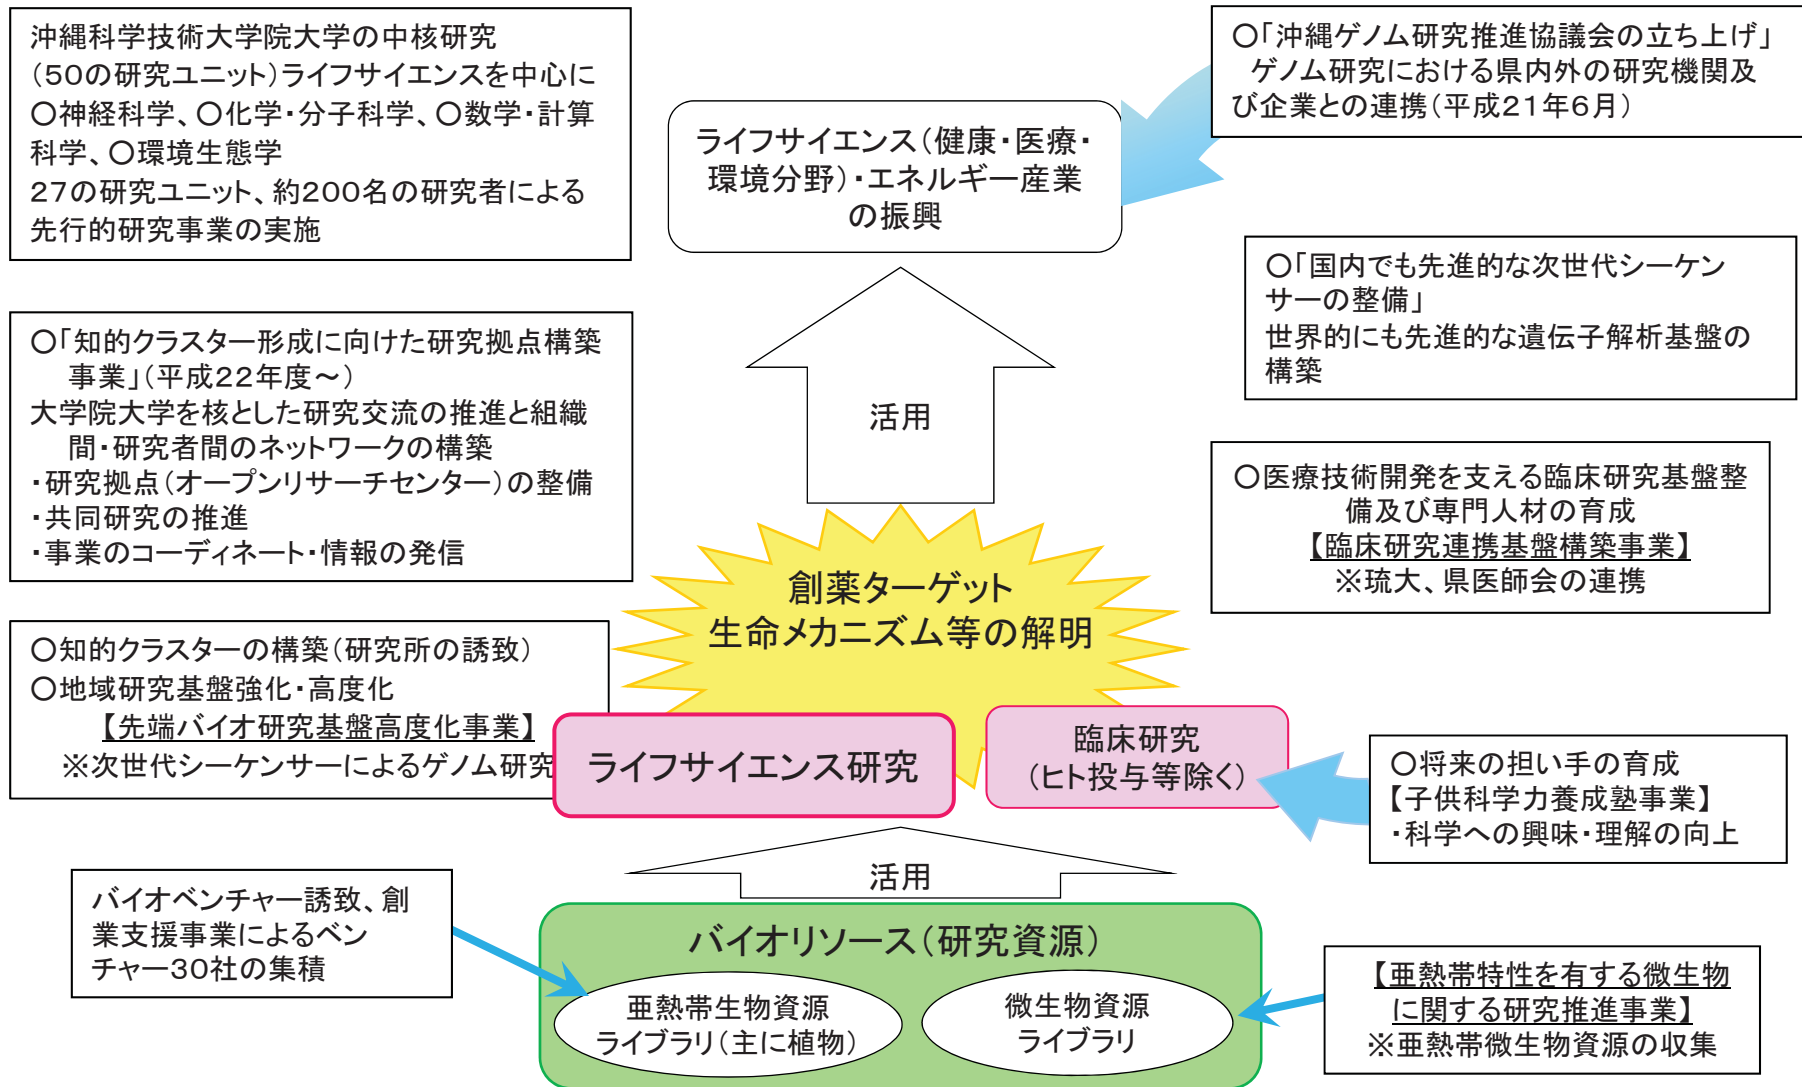 沖縄科学技術大学院大学の中核研究
(50の研究ユニット)ライフサイエンスを中心に
○神経科学、○化学・分子科学、○数学・計算
科学、○環境生態学
27の研究ユニット、約200名の研究者による
先行的研究事業の実施
○「知的クラスター形成に向けた研究拠点構築
事業」(平成22年度～)
大学院大学を核とした研究交流の推進と組織
間・研究者間のネットワークの構築
・研究拠点(オープンリサーチセンター)の整備
・共同研究の推進
・事業のコーディネート・情報の発信
○知的クラスターの構築(研究所の誘致)
○地域研究基盤強化・高度化
【先端バイオ研究基盤高度化事業】
※次世代シーケンサーによるゲノム研究
バイオベンチャー誘致、創
業支援事業によるベン
チャー30社の集積
ライフサイエンス(健康・医療・
環境分野)・エネルギー産業
の振興
活用
創薬ターゲット
生命メカニズム等の解明
ライフサイエンス研究
臨床研究
(ヒト投与等除く)
活用
バイオリソース(研究資源)
亜熱帯生物資源
ライブラリ(主に植物)
微生物資源
ライブラリ
○「沖縄ゲノム研究推進協議会の立ち上げ」
ゲノム研究における県内外の研究機関及
び企業との連携(平成21年6月)
○「国内でも先進的な次世代シーケン
サーの整備」
世界的にも先進的な遺伝子解析基盤の
構築
○医療技術開発を支える臨床研究基盤整
備及び専門人材の育成
【臨床研究連携基盤構築事業】
※琉大、県医師会の連携
○将来の担い手の育成
【子供科学力養成塾事業】
・科学への興味・理解の向上
【亜熱帯特性を有する微生物
に関する研究推進事業】
※亜熱帯微生物資源の収集